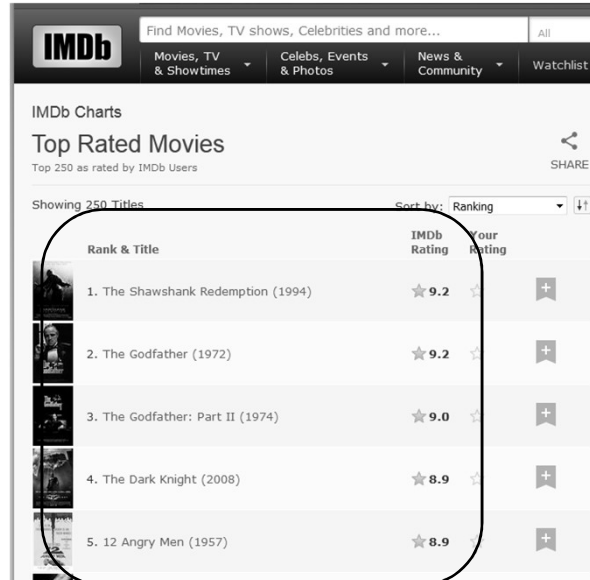 IMDb
Find Movies, TV shows, Celebrities and more...
All
Movies, TV
& Showtimes
Celebs, Events
& Photos
News &
Community
Watchlist
IMDb Charts
Top Rated Movies
Top 250 as rated by IMDb Users
SHARE
Showing 250 Titles
Sort by: Ranking
Rank & Title
IMDb
Rating
Your
Rating
1. The Shawshank Redemption (1994) 9.2
2. The Godfather (1972) 9.2
3. The Godfather: Part II (1974) 9.0
4. The Dark Knight (2008) 8.9
5. 12 Angry Men (1957) 8.9